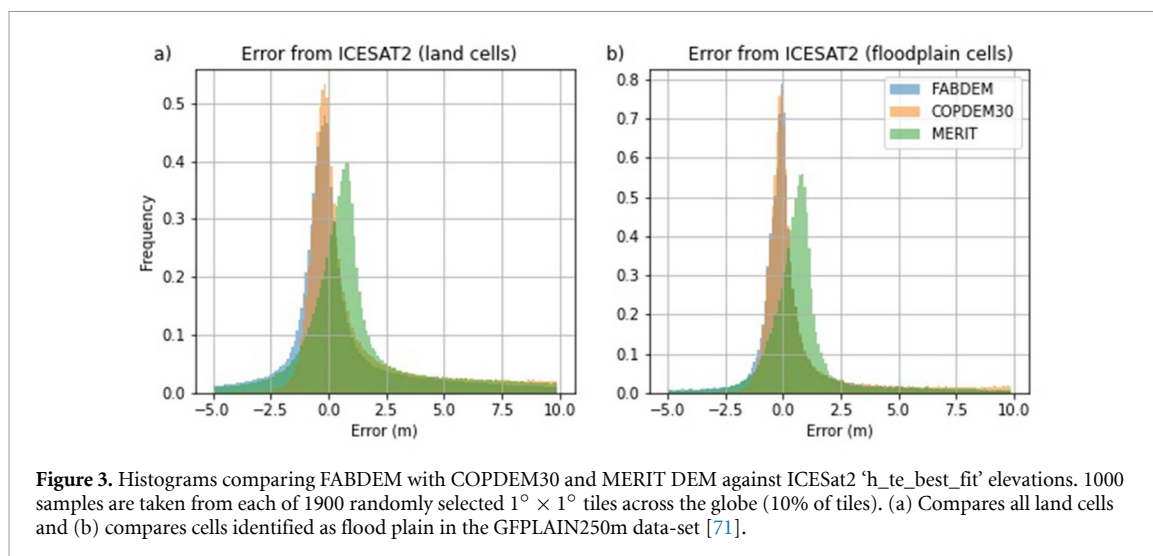 a) Error from ICESAT2 (land cells)
b) Error from ICESAT2 (floodplain cells)
FABDEM
COPDEM30
MERIT
Frequency
0.5
0.4
0.3
0.2
0.1
0.0
0.8
0.7
0.6
0.5
0.4
0.3
0.2
0.1
0.0
−5.0 −2.5 0.0 2.5 5.0 7.5 10.0
−5.0 −2.5 0.0 2.5 5.0 7.5 10.0
Error (m)
Error (m)
Figure 3. Histograms comparing FABDEM with COPDEM30 and MERIT DEM against ICESat2 ‘h_te_best_fit’ elevations. 1000
samples are taken from each of 1900 randomly selected 1° × 1° tiles across the globe (10% of tiles). (a) Compares all land cells
and (b) compares cells identified as flood plain in the GFPLAIN250m data-set [71].